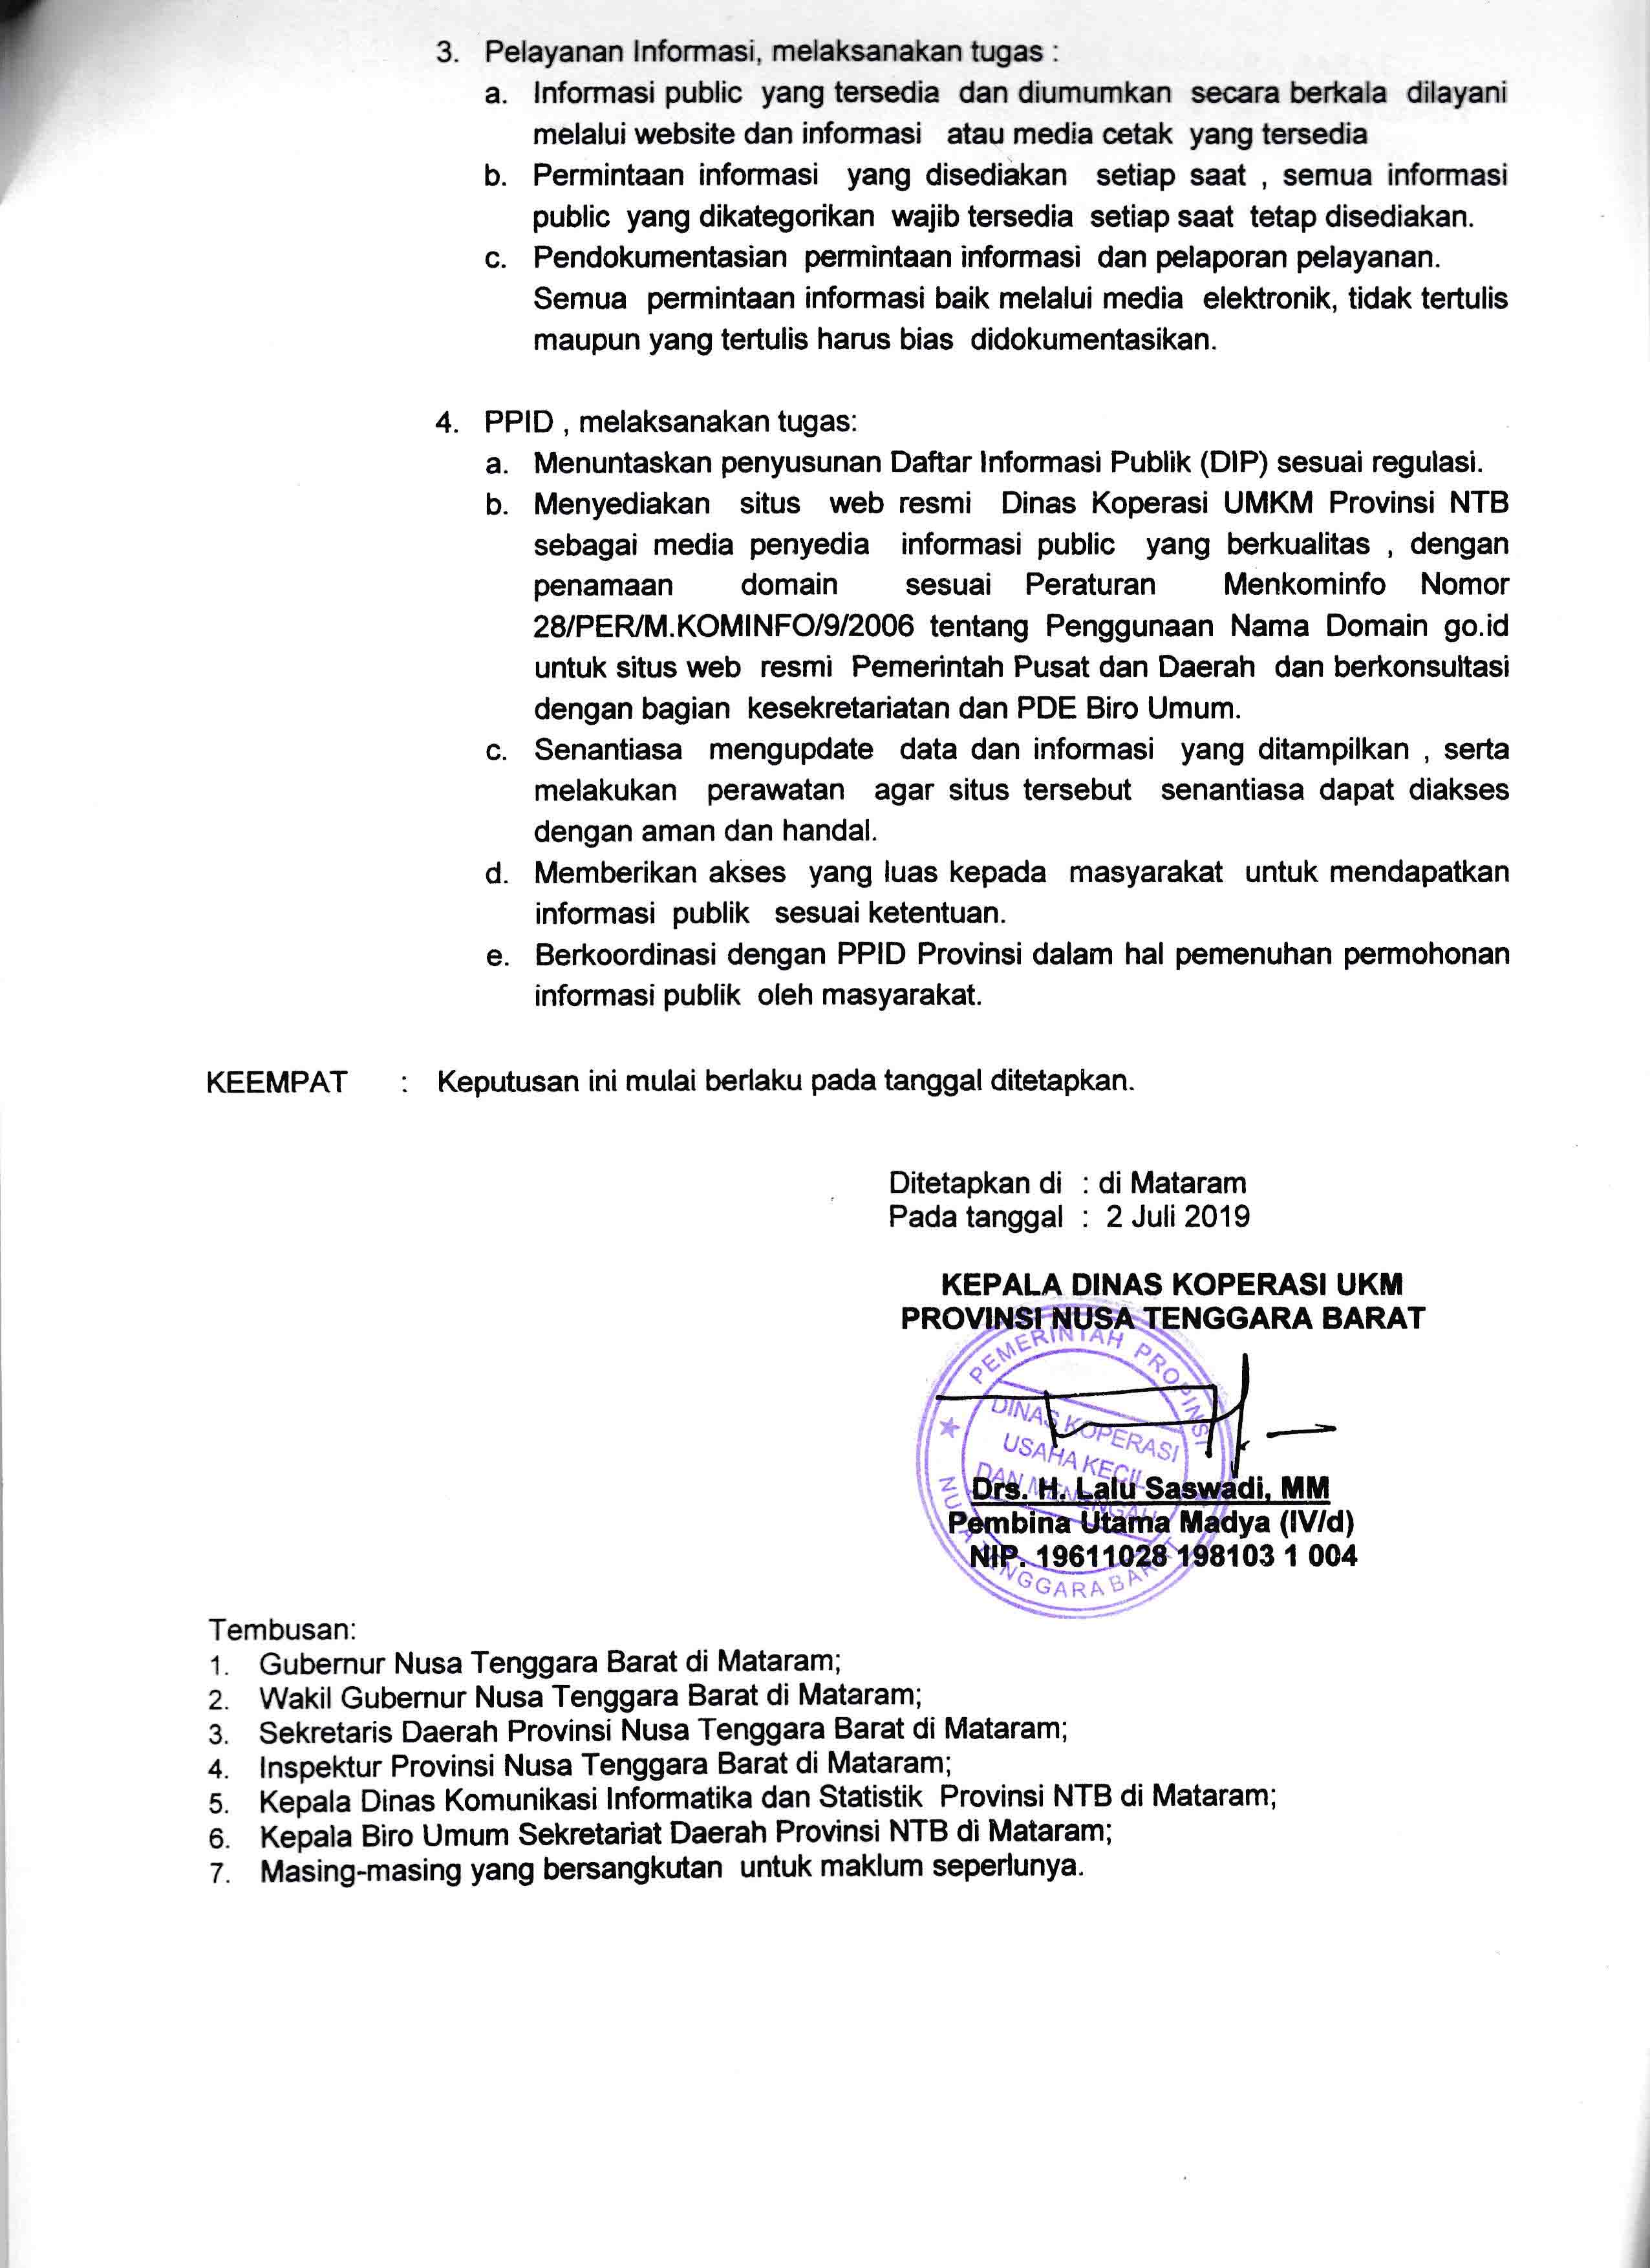 3. Pelayanan Informasi, melaksanakan tugas :
a. Informasi public yang tersedia dan diumumkan secara berkala dilayani
melalui website dan informasi atau media cetak yang tersedia
b. Permintaan informasi yang disediakan setiap saat , semua informasi
public yang dikategorikan wajib tersedia setiap saat tetap disediakan.
c. Pendokumentasian permintaan informasi dan pelaporan pelayanan.
Semua permintaan informasi baik melalui media elektronik, tidak tertulis
maupun yang tertulis harus bias didokumentasikan.
4. PPID , melaksanakan tugas:
a. Menuntaskan penyusunan Daftar Informasi Publik (DIP) sesuai regulasi.
b. Menyediakan situs web resmi Dinas Koperasi UMKM Provinsi NTB
sebagai media penyedia informasi public yang berkualitas , dengan
penamaan domain sesuai Peraturan Menkominfo Nomor
28/PER/M.KOMINFO/9/2006 tentang Penggunaan Nama Domain go.id
untuk situs web resmi Pemerintah Pusat dan Daerah dan berkonsultasi
dengan bagian kesekretariatan dan PDE Biro Umum.
c. Senantiasa mengupdate data dan informasi yang ditampilkan , serta
melakukan perawatan agar situs tersebut senantiasa dapat diakses
dengan aman dan handal.
d. Memberikan akses yang luas kepada masyarakat untuk mendapatkan
informasi publik sesuai ketentuan.
e. Berkoordinasi dengan PPID Provinsi dalam hal pemenuhan permohonan
informasi publik oleh masyarakat.
KEEMPAT : Keputusan ini mulai berlaku pada tanggal ditetapkan.
Ditetapkan di : di Mataram
Pada tanggal : 2 Juli 2019
KEPALA DINAS KOPERASI UKM
PROVINSI NUSA TENGGARA BARAT
PEMERINTAH PROPINSI
DINAS KOPERASI
USAHA KECIL
DAN MENENGAH
NUSA TENGGARA BARAT
Drs. H. Lalu Saswadi, MM
Pembina Utama Madya (IV/d)
NIP. 19611028 198103 1 004
Tembusan:
1. Gubernur Nusa Tenggara Barat di Mataram;
2. Wakil Gubernur Nusa Tenggara Barat di Mataram;
3. Sekretaris Daerah Provinsi Nusa Tenggara Barat di Mataram;
4. Inspektur Provinsi Nusa Tenggara Barat di Mataram;
5. Kepala Dinas Komunikasi Informatika dan Statistik Provinsi NTB di Mataram;
6. Kepala Biro Umum Sekretariat Daerah Provinsi NTB di Mataram;
7. Masing-masing yang bersangkutan untuk maklum seperlunya.